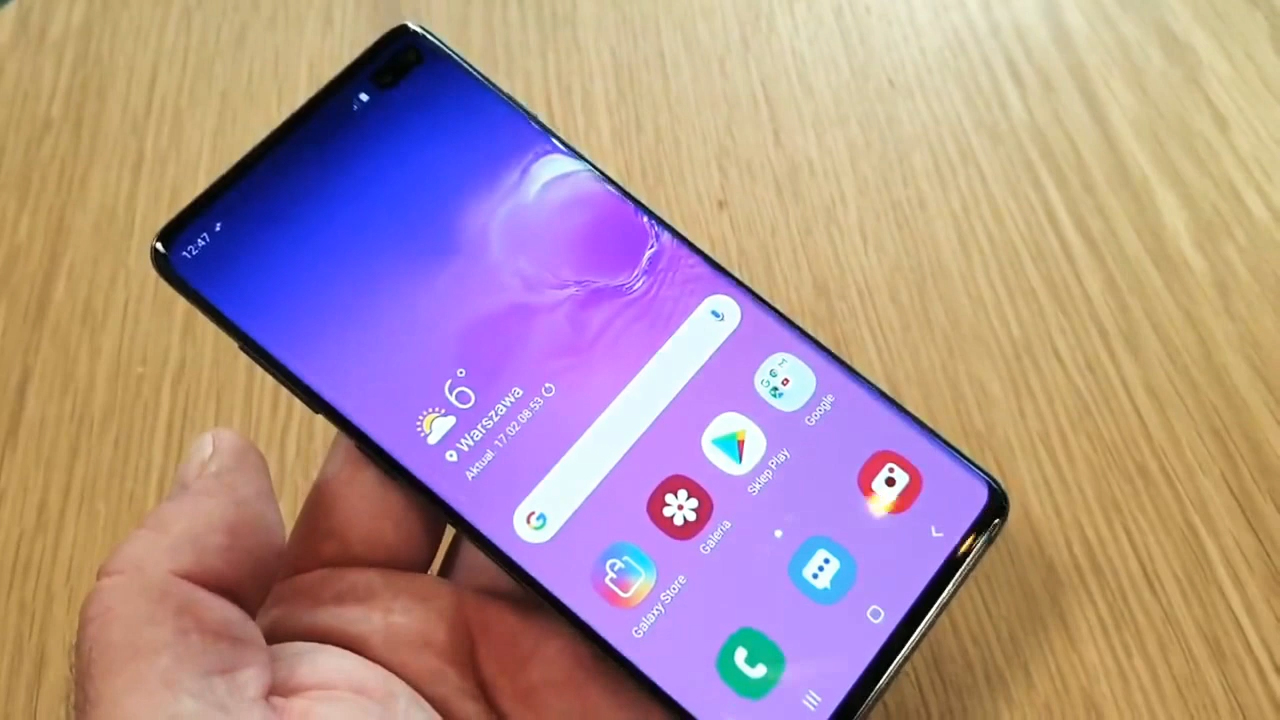 12:47
6°
Warszawa
Aktual. 17.02 08:53
Galaxy Store
Galeria
Sklep Play
Google